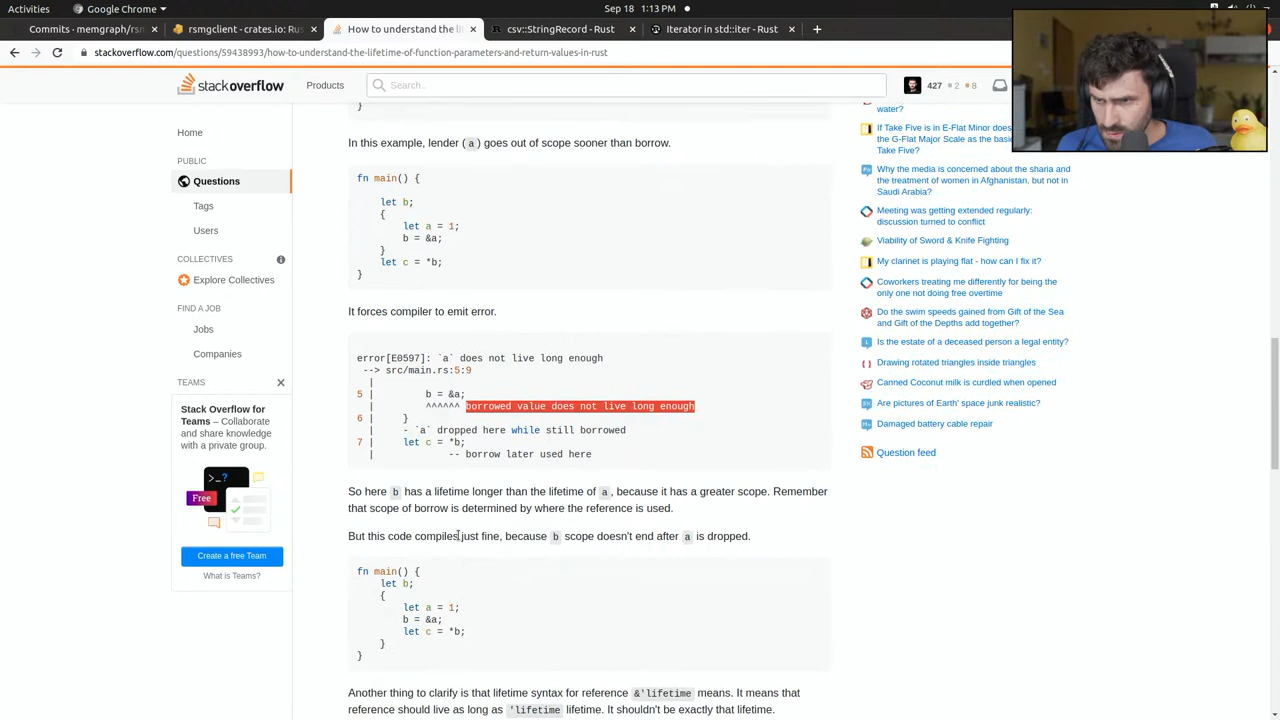 Activities
Google Chrome
Sep 18 1:13 PM
Commits · memgraph/rsm
rsmgclient - crates.io: Rus
How to understand the li
csv::StringRecord - Rust
Iterator in std::iter - Rust
stackoverflow.com/questions/59438993/how-to-understand-the-lifetime-of-function-parameters-and-return-values-in-rust
stackoverflow
Products
Search...
427 2 8
Home
PUBLIC
Questions
Tags
Users
COLLECTIVES
Explore Collectives
FIND A JOB
Jobs
Companies
TEAMS
Stack Overflow for
Teams – Collaborate
and share knowledge
with a private group.
>_?
Free
Create a free Team
What is Teams?
}
In this example, lender (a) goes out of scope sooner than borrow.
fn main() {
let b;
{
let a = 1;
b = &a;
}
let c = *b;
}
It forces compiler to emit error.
error[E0597]: `a` does not live long enough
--> src/main.rs:5:9
|
5 | b = &a;
| ^^^^^^ borrowed value does not live long enough
6 | }
| - `a` dropped here while still borrowed
7 | let c = *b;
| -- borrow later used here
So here b has a lifetime longer than the lifetime of a, because it has a greater scope. Remember
that scope of borrow is determined by where the reference is used.
But this code compiles just fine, because b scope doesn't end after a is dropped.
fn main() {
let b;
{
let a = 1;
b = &a;
let c = *b;
}
}
Another thing to clarify is that lifetime syntax for reference &'lifetime means. It means that
reference should live as long as 'lifetime lifetime. It shouldn't be exactly that lifetime.
water?
If Take Five is in E-Flat Minor does
the G-Flat Major Scale as the basi
Take Five?
Why the media is concerned about the sharia and
the treatment of women in Afghanistan, but not in
Saudi Arabia?
Meeting was getting extended regularly:
discussion turned to conflict
Viability of Sword & Knife Fighting
My clarinet is playing flat - how can I fix it?
Coworkers treating me differently for being the
only one not doing free overtime
Do the swim speeds gained from Gift of the Sea
and Gift of the Depths add together?
Is the estate of a deceased person a legal entity?
Drawing rotated triangles inside triangles
Canned Coconut milk is curdled when opened
Are pictures of Earth' space junk realistic?
Damaged battery cable repair
Question feed